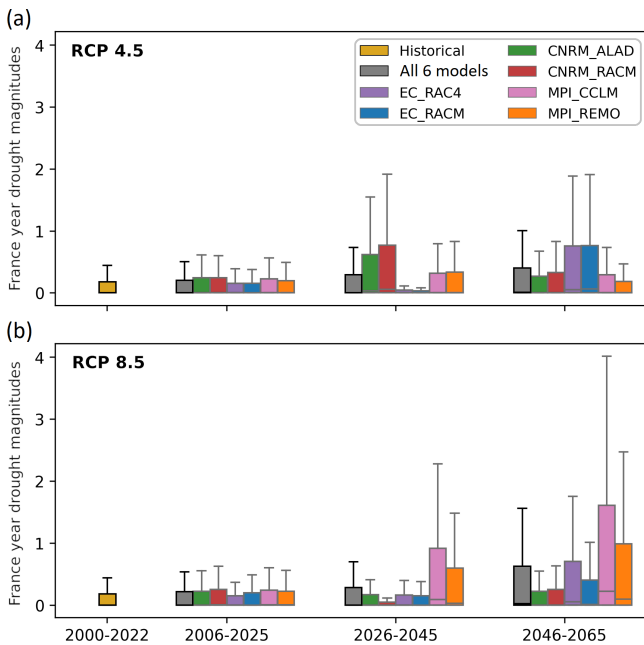 (a)
RCP 4.5
Historical
All 6 models
EC_RAC4
EC_RACM
CNRM_ALAD
CNRM_RACM
MPI_CCLM
MPI_REMO
France year drought magnitudes
4
3
2
1
0
(b)
RCP 8.5
France year drought magnitudes
4
3
2
1
0
2000-2022 2006-2025 2026-2045 2046-2065